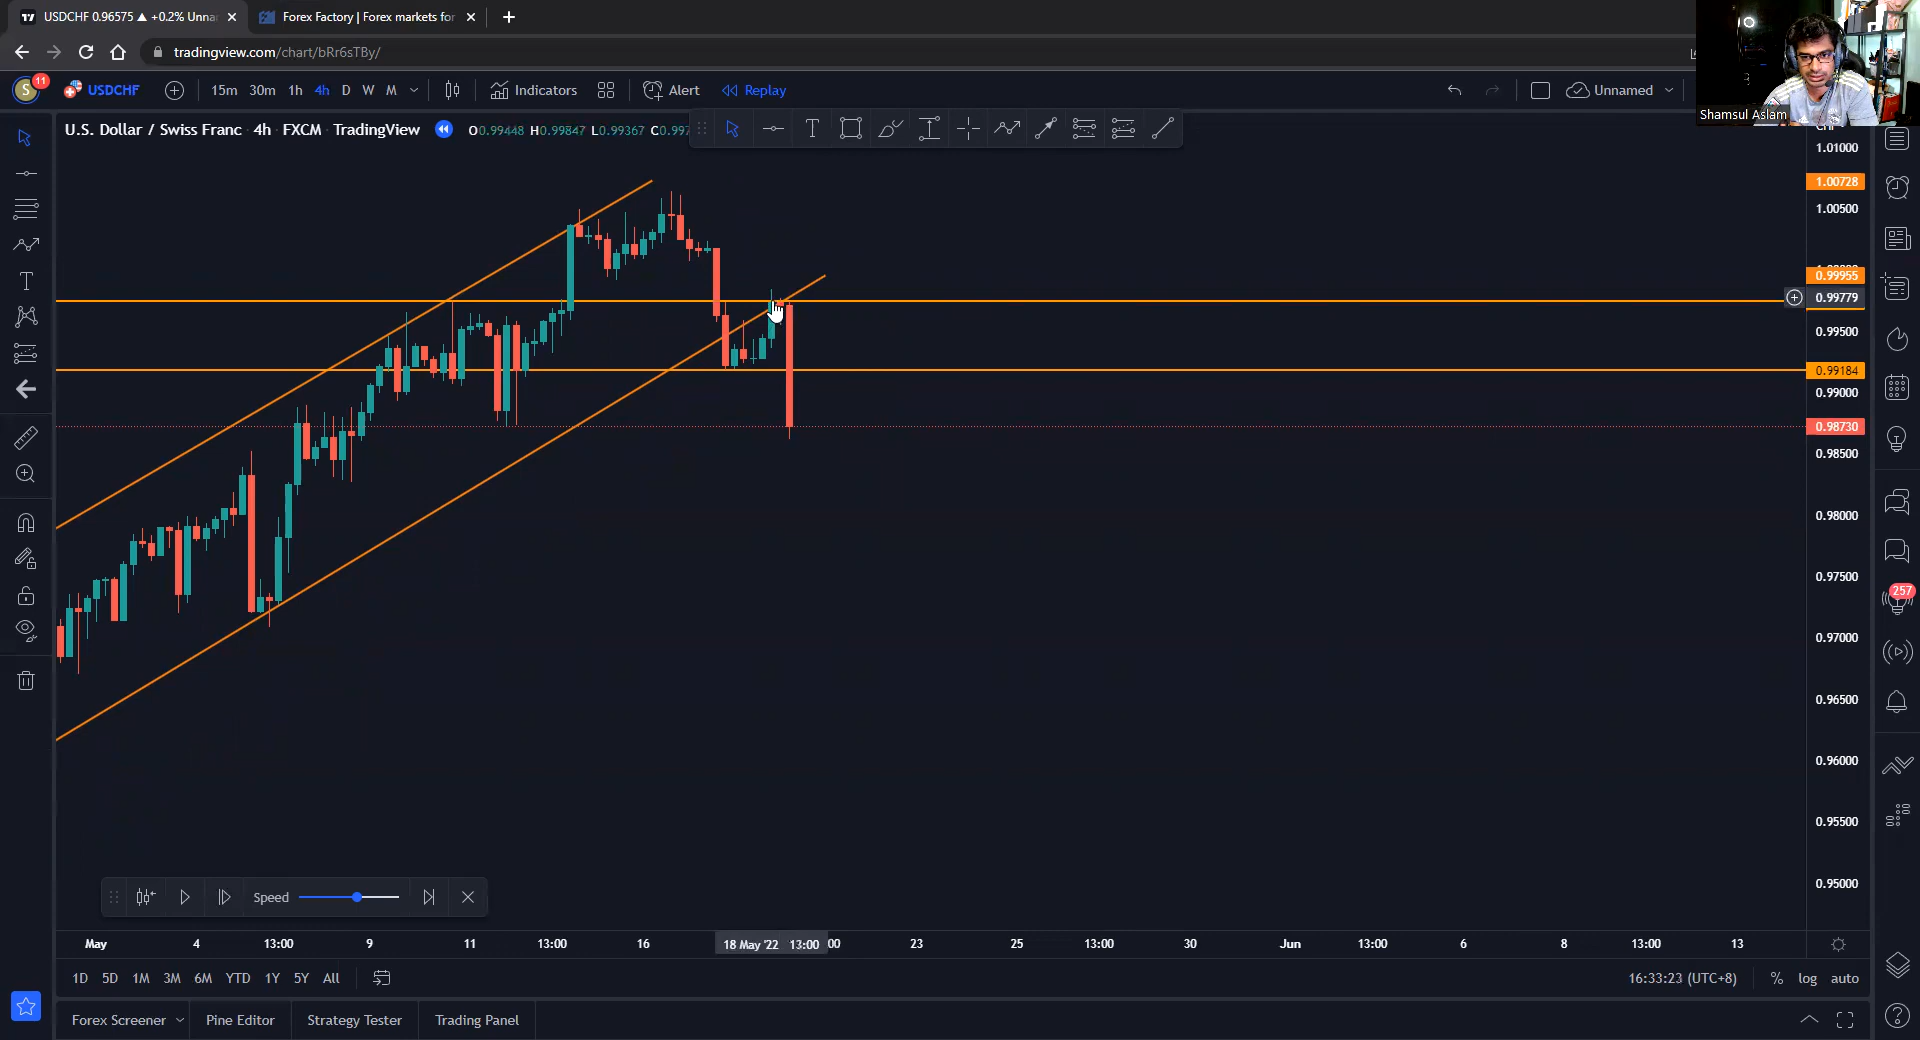 USDCHF 0.96575 ▲ +0.2% Unna
Forex Factory | Forex markets for
tradingview.com/chart/bRr6sTBy/
S
11
USDCHF
15m 30m 1h 4h D W M
Indicators
Alert
Replay
Unnamed
Shamsul Aslam
U.S. Dollar / Swiss Franc · 4h · FXCM · TradingView
O0.99448 H0.99847 L0.99367 C0.997
T
T
1.01000
1.00728
1.00500
0.99955
0.99779
0.99500
0.99184
0.99000
0.98730
0.98500
0.98000
0.97500
0.97000
0.96500
0.96000
0.95500
0.95000
257
Speed
May 4 13:00 9 11 13:00 16 18 May '22 13:00 :00 23 25 13:00 30 Jun 13:00 6 8 13:00 13
1D 5D 1M 3M 6M YTD 1Y 5Y All
16:33:23 (UTC+8) % log auto
Forex Screener Pine Editor Strategy Tester Trading Panel